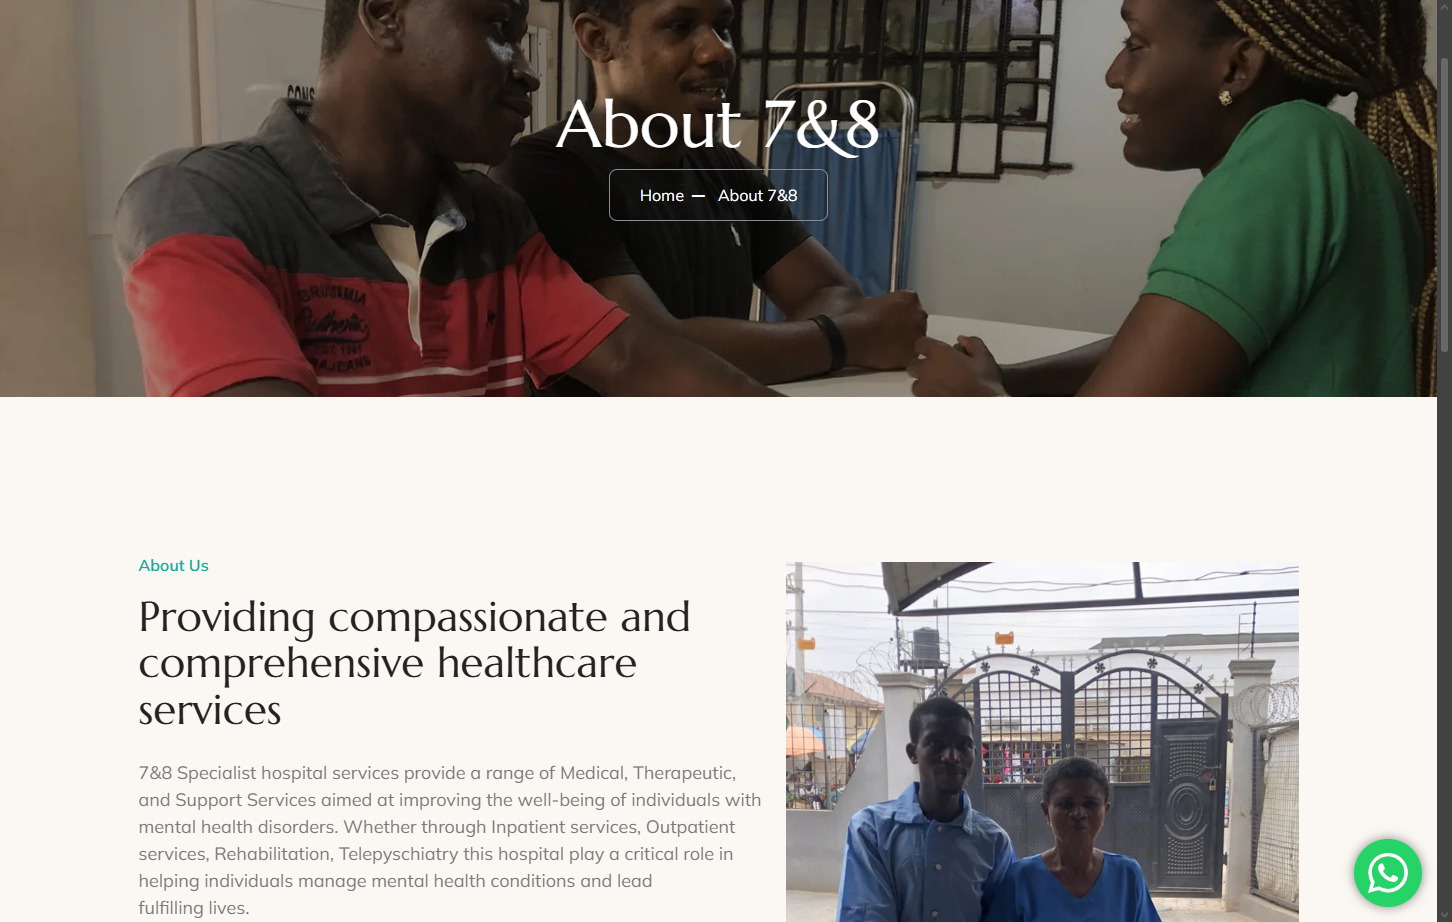 CONS
About 7&8
Home — About 7&8
Authentic
About Us
Providing compassionate and
comprehensive healthcare
services
7&8 Specialist hospital services provide a range of Medical, Therapeutic,
and Support Services aimed at improving the well-being of individuals with
mental health disorders. Whether through Inpatient services, Outpatient
services, Rehabilitation, Telepyschiatry this hospital play a critical role in
helping individuals manage mental health conditions and lead
fulfilling lives.